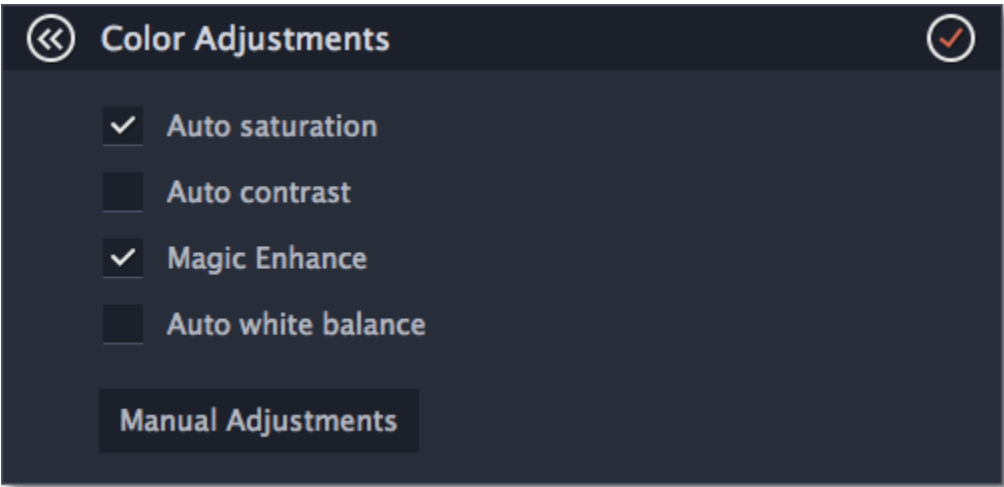 Color Adjustments
Auto saturation
Auto contrast
Magic Enhance
Auto white balance
Manual Adjustments